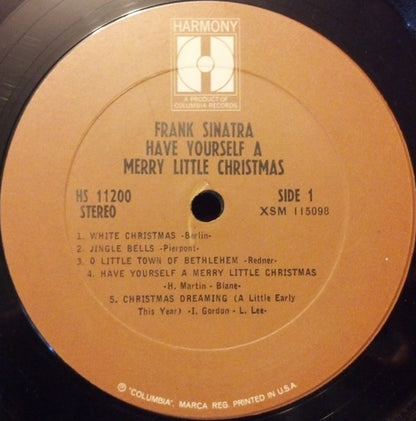 HARMONY
A PRODUCT OF
COLUMBIA RECORDS
FRANK SINATRA
HAVE YOURSELF A
MERRY LITTLE CHRISTMAS
HS 11200 SIDE 1
STEREO XSM 115098
1. WHITE CHRISTMAS -Berlin-
2. JINGLE BELLS -Pierpont-
3. O LITTLE TOWN OF BETHLEHEM -Redner-
4. HAVE YOURSELF A MERRY LITTLE CHRISTMAS
-H. Martin - Blane-
5. CHRISTMAS DREAMING (A Little Early
This Year) -I. Gordon - L. Lee-
℗ "COLUMBIA", MARCA REG. PRINTED IN U.S.A.